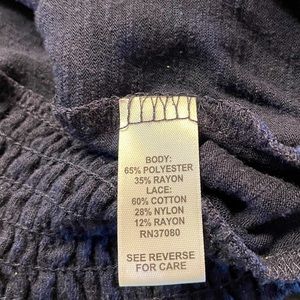 BODY:
65% POLYESTER
35% RAYON
LACE:
60% COTTON
28% NYLON
12% RAYON
RN37080
SEE REVERSE
FOR CARE